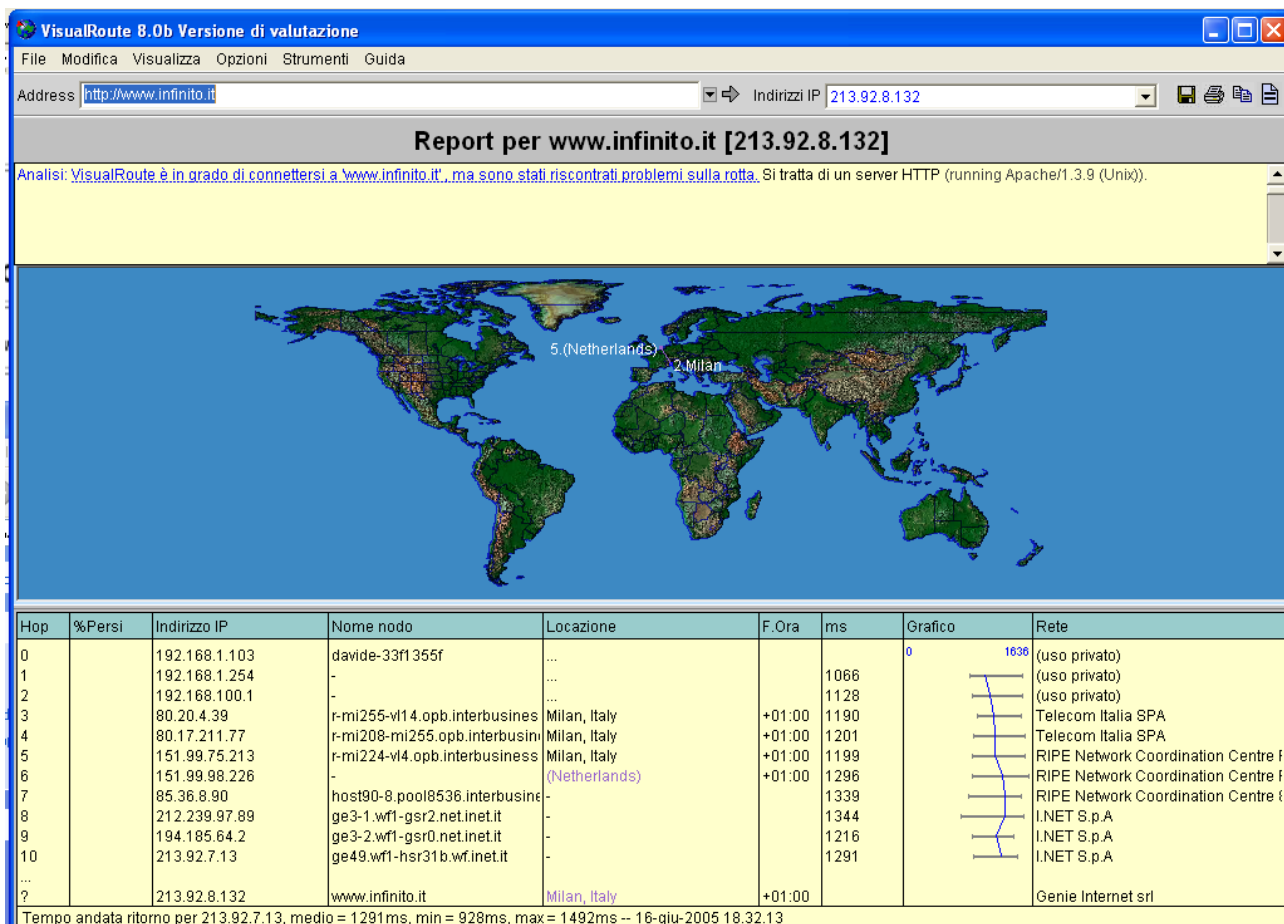 VisualRoute 8.0b Versione di valutazione
File Modifica Visualizza Opzioni Strumenti Guida
Address http://www.infinito.it Indirizzi IP 213.92.8.132
Report per www.infinito.it [213.92.8.132]
Analisi: VisualRoute è in grado di connettersi a 'www.infinito.it' , ma sono stati riscontrati problemi sulla rotta. Si tratta di un server HTTP (running Apache/1.3.9 (Unix)).
5.(Netherlands)
2.Milan
Hop %Persi Indirizzo IP Nome nodo Locazione F.Ora ms Grafico Rete
0 192.168.1.103 davide-33f1355f ... 0 1636 (uso privato)
1 192.168.1.254 - ... 1066 (uso privato)
2 192.168.100.1 - ... 1128 (uso privato)
3 80.20.4.39 r-mi255-vl14.opb.interbusines Milan, Italy +01:00 1190 Telecom Italia SPA
4 80.17.211.77 r-mi208-mi255.opb.interbusin Milan, Italy +01:00 1201 Telecom Italia SPA
5 151.99.75.213 r-mi224-vl4.opb.interbusiness Milan, Italy +01:00 1199 RIPE Network Coordination Centre
6 151.99.98.226 - (Netherlands) +01:00 1296 RIPE Network Coordination Centre
7 85.36.8.90 host90-8.pool8536.interbusine - 1339 RIPE Network Coordination Centre
8 212.239.97.89 ge3-1.wf1-gsr2.net.inet.it - 1344 I.NET S.p.A
9 194.185.64.2 ge3-2.wf1-gsr0.net.inet.it - 1216 I.NET S.p.A
10 213.92.7.13 ge49.wf1-hsr31b.wf.inet.it - 1291 I.NET S.p.A
...
? 213.92.8.132 www.infinito.it Milan, Italy +01:00 Genie Internet srl
Tempo andata ritorno per 213.92.7.13, medio = 1291ms, min = 928ms, max = 1492ms -- 16-giu-2005 18.32.13